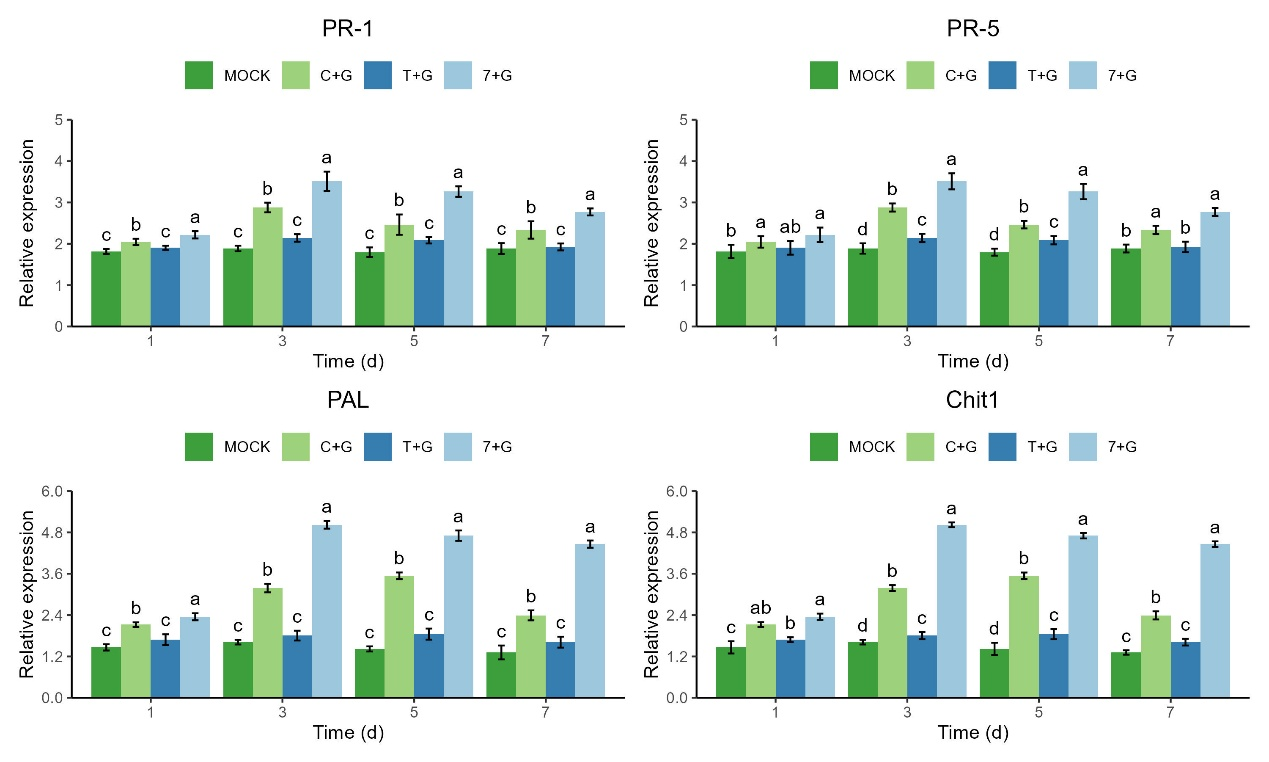 PR-1
MOCK C+G T+G 7+G
5
4
3
2
1
0
Relative expression
c b c a
c b c a
c b c a
c b c a
1 3 5 7
Time (d)
PR-5
MOCK C+G T+G 7+G
5
4
3
2
1
0
Relative expression
b a ab a
d b c a
d b c a
b a b a
1 3 5 7
Time (d)
PAL
MOCK C+G T+G 7+G
6.0
4.8
3.6
2.4
1.2
0.0
Relative expression
c b c a
c b c a
c b c a
c b c a
1 3 5 7
Time (d)
Chit1
MOCK C+G T+G 7+G
6.0
4.8
3.6
2.4
1.2
0.0
Relative expression
c ab b a
d b c a
d b c a
c b c a
1 3 5 7
Time (d)